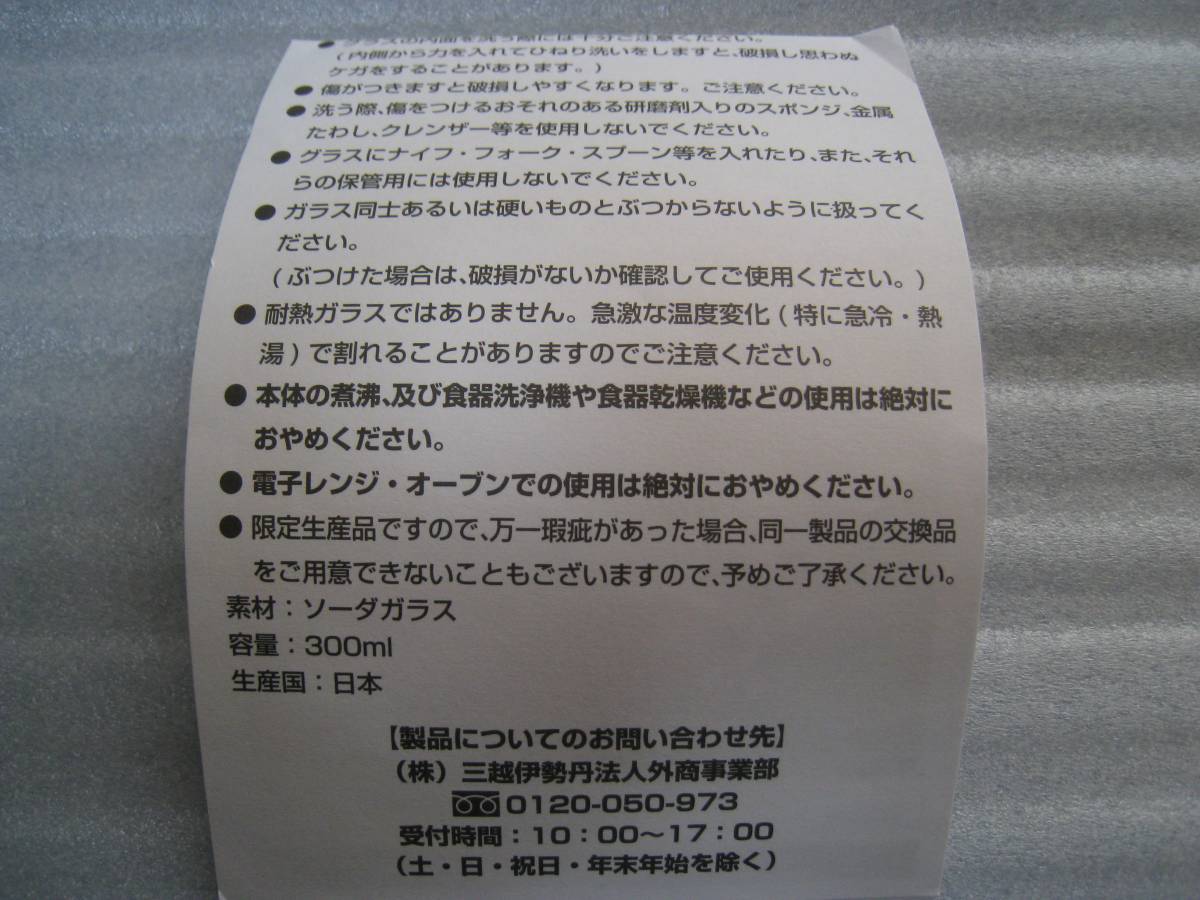 ● グラスの内面を洗う際には十分ご注意ください。
(内側から力を入れてひねり洗いをしますと、破損し思わぬ
ケガをすることがあります。)
● 傷がつきますと破損しやすくなります。ご注意ください。
● 洗う際、傷をつけるおそれのある研磨剤入りのスポンジ、金属
たわし、クレンザー等を使用しないでください。
● グラスにナイフ・フォーク・スプーン等を入れたり、また、それ
らの保管用には使用しないでください。
● ガラス同士あるいは硬いものとぶつからないように扱ってく
ださい。
(ぶつけた場合は、破損がないか確認してご使用ください。)
● 耐熱ガラスではありません。急激な温度変化(特に急冷・熱
湯)で割れることがありますのでご注意ください。
● 本体の煮沸、及び食器洗浄機や食器乾燥機などの使用は絶対に
おやめください。
● 電子レンジ・オーブンでの使用は絶対におやめください。
● 限定生産品ですので、万一瑕疵があった場合、同一製品の交換品
をご用意できないこともございますので、予めご了承ください。
素材:ソーダガラス
容量:300ml
生産国:日本
【製品についてのお問い合わせ先】
(株)三越伊勢丹法人外商事業部
0120-050-973
受付時間:10:00～17:00
(土・日・祝日・年末年始を除く)